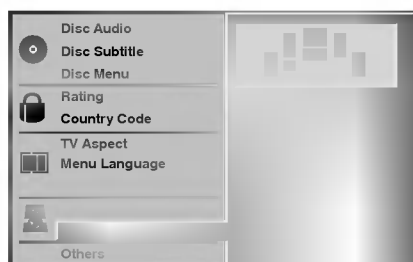 Disc Audio
Disc Subtitle
Disc Menu
Rating
Country Code
TV Aspect
Menu Language
Others